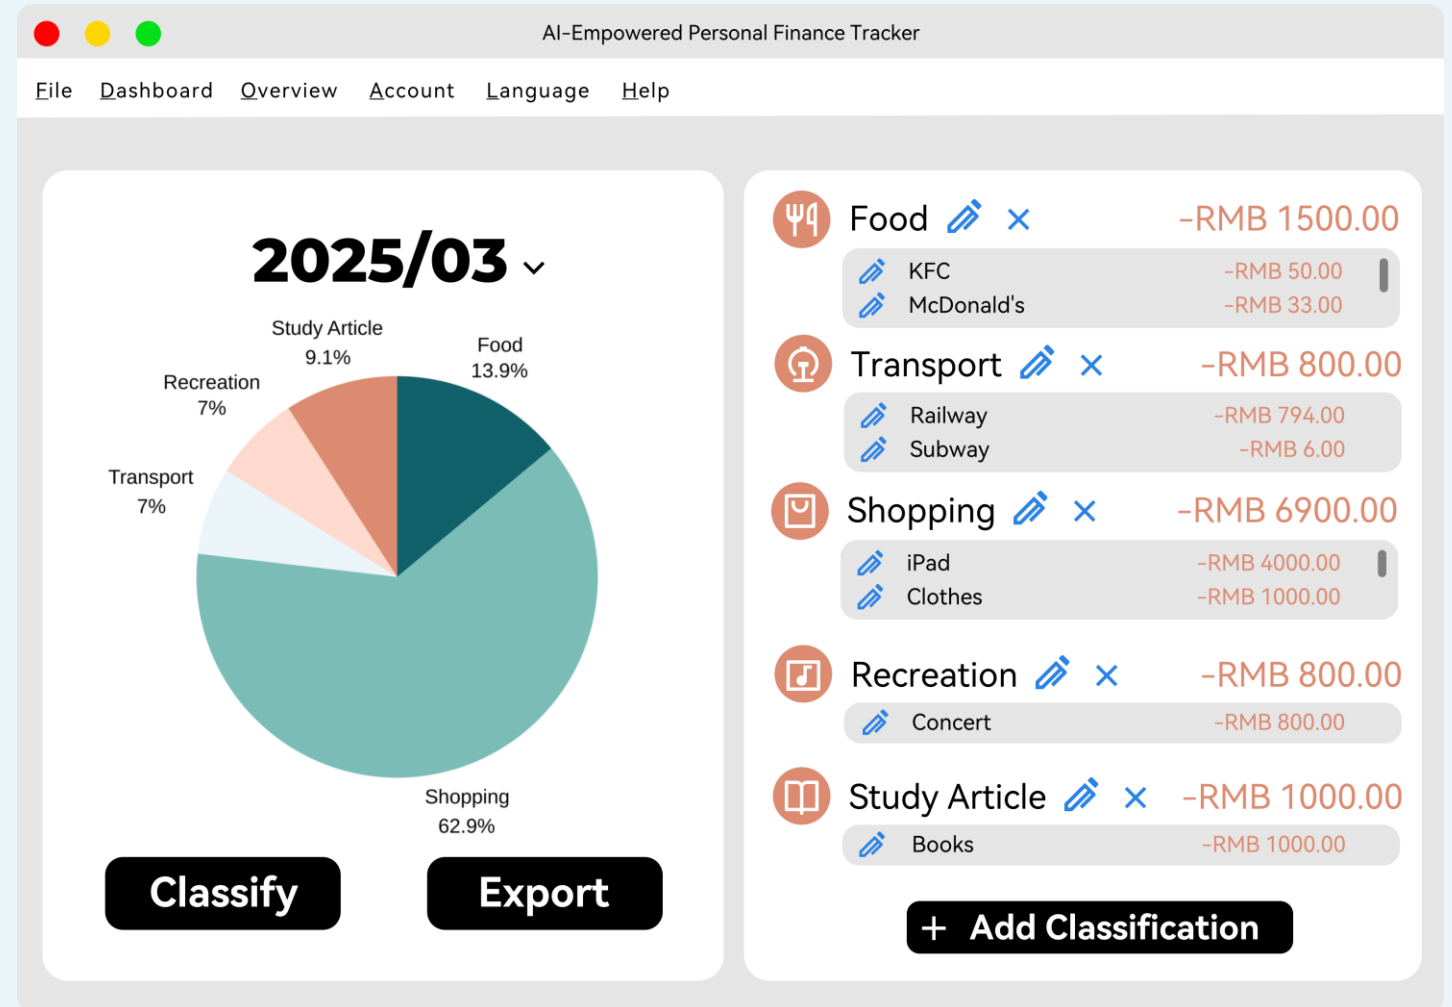 AI-Empowered Personal Finance Tracker
File Dashboard Overview Account Language Help
2025/03
Study Article
9.1%
Food
13.9%
Recreation
7%
Transport
7%
Shopping
62.9%
Classify Export
Food -RMB 1500.00
KFC -RMB 50.00
McDonald's -RMB 33.00
Transport -RMB 800.00
Railway -RMB 794.00
Subway -RMB 6.00
Shopping -RMB 6900.00
iPad -RMB 4000.00
Clothes -RMB 1000.00
Recreation -RMB 800.00
Concert -RMB 800.00
Study Article -RMB 1000.00
Books -RMB 1000.00
+ Add Classification